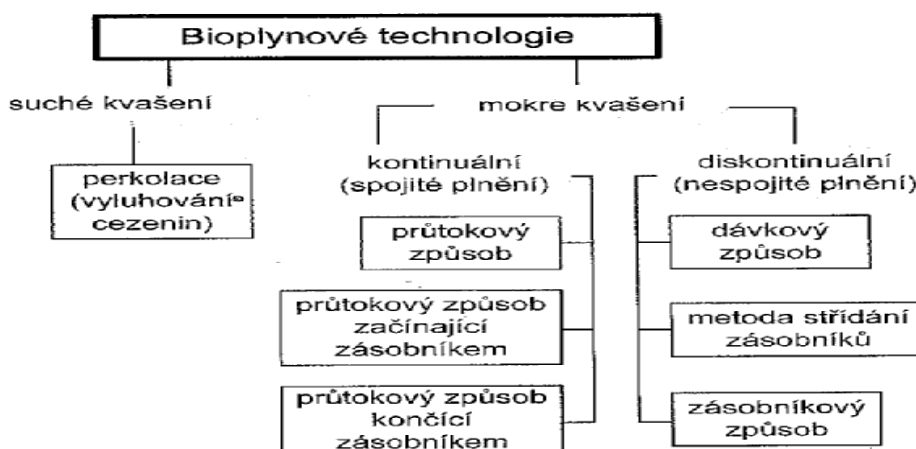 Bioplynové technologie
suché kvašení
mokre kvašení
perkolace
(vyluhování
cezenin)
kontinuální
(spojité plnění)
průtokový
způsob
průtokový způsob
začínající
zásobníkem
průtokový způsob
končící
zásobníkem
diskontinuální
(nespojité plnění)
dávkový
způsob
metoda střídání
zásobníků
zásobníkový
způsob